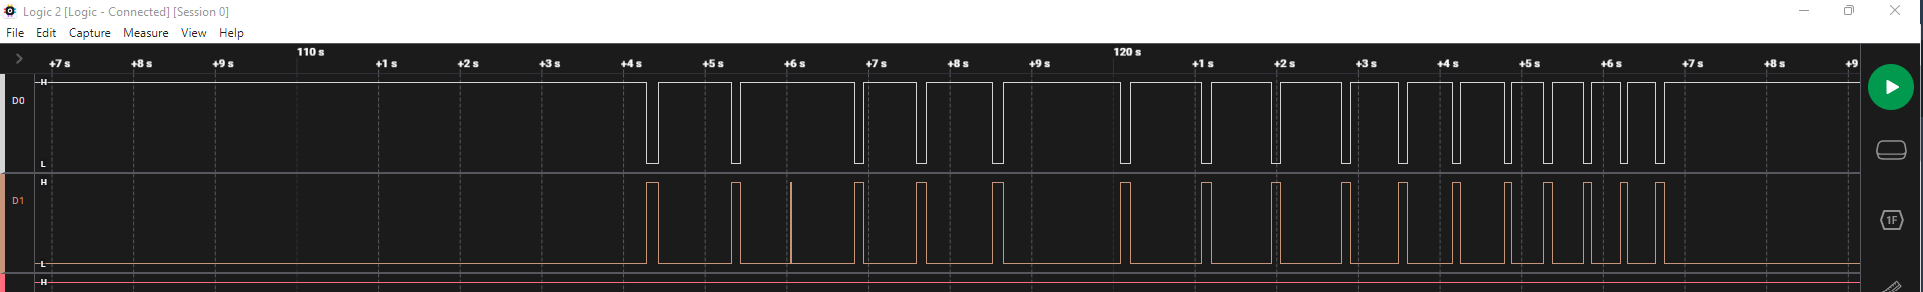 Logic 2 [Logic - Connected] [Session 0]
File Edit Capture Measure View Help
110 s 120 s
+7 s +8 s +9 s +1 s +2 s +3 s +4 s +5 s +6 s +7 s +8 s +9 s +1 s +2 s +3 s +4 s +5 s +6 s +7 s +8 s +9
H
D0
L
H
D1
1F
L
H